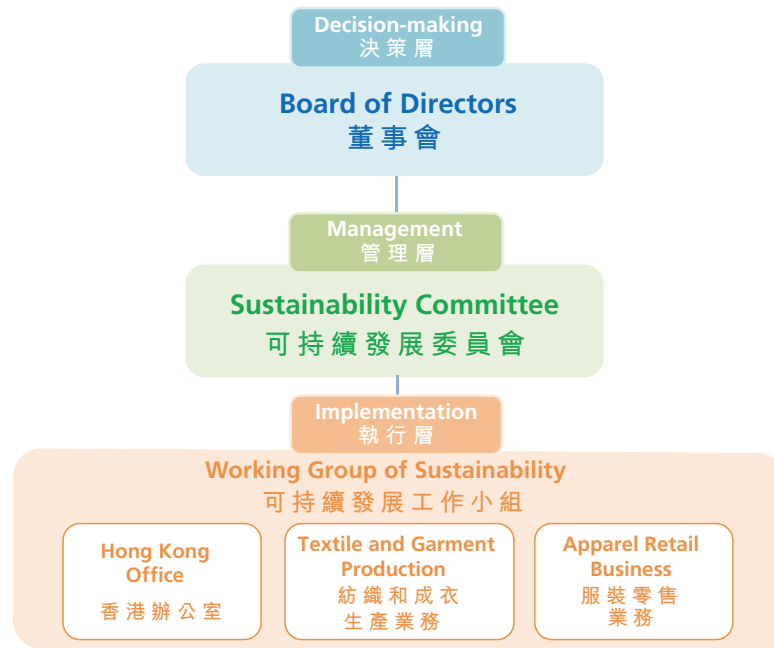 Decision-making
決策層
Board of Directors
董事會
Management
管理層
Sustainability Committee
可持續發展委員會
Implementation
執行層
Working Group of Sustainability
可持續發展工作小組
Hong Kong
Office
香港辦公室
Textile and Garment
Production
紡織和成衣
生產業務
Apparel Retail
Business
服裝零售
業務